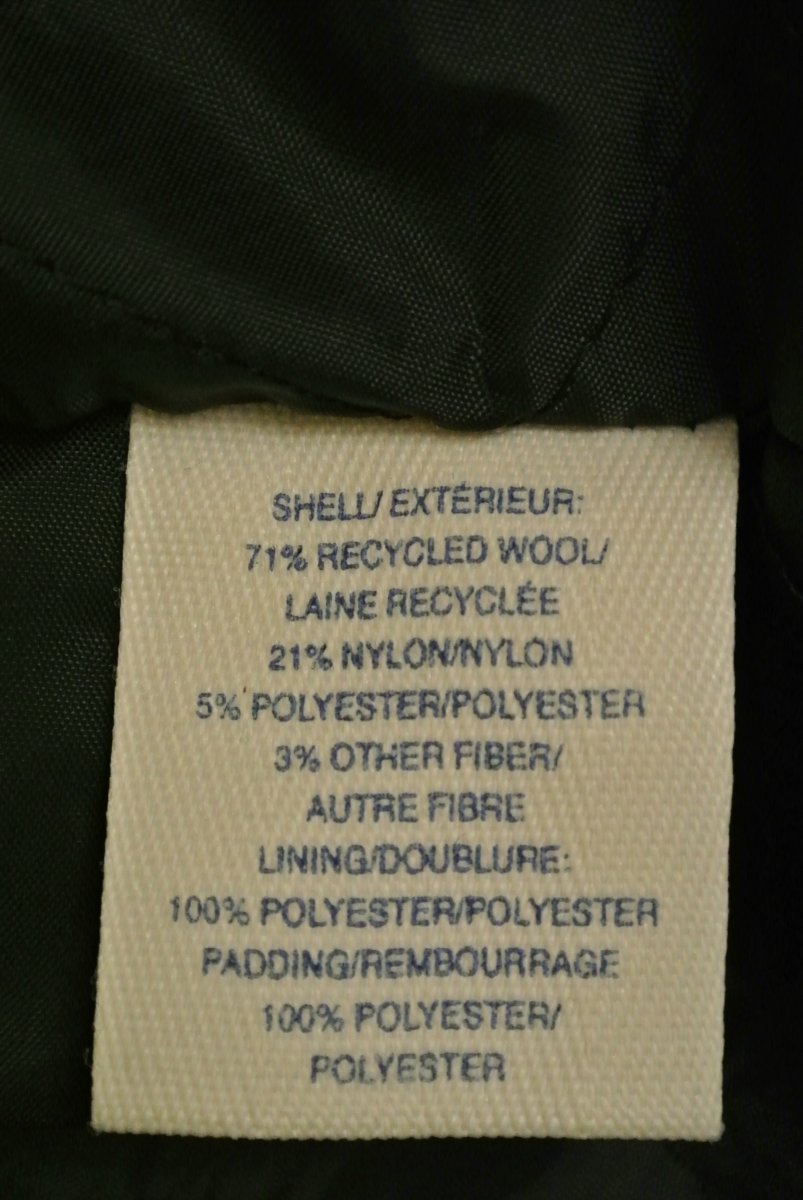 SHELL/ EXTÉRIEUR:
71% RECYCLED WOOL/
LAINE RECYCLÉE
21% NYLON/NYLON
5% POLYESTER/POLYESTER
3% OTHER FIBER/
AUTRE FIBRE
LINING/DOUBLURE:
100% POLYESTER/POLYESTER
PADDING/REMBOURRAGE
100% POLYESTER/
POLYESTER